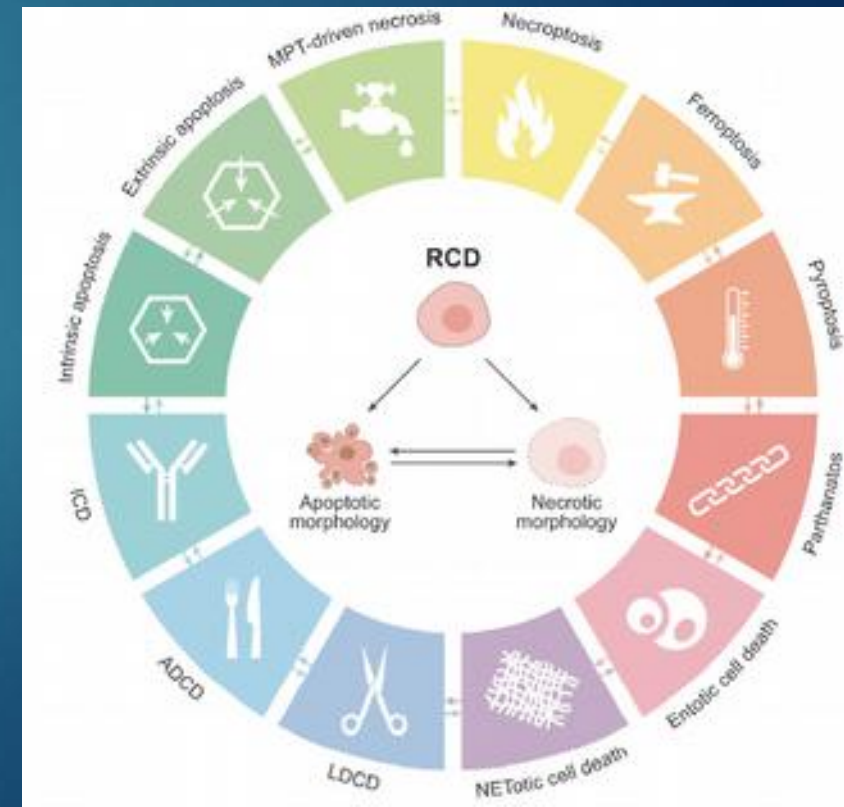 MPT-driven necrosis
Necroptosis
Ferroptosis
Pyroptosis
Parthanatos
Entotic cell death
NETotic cell death
LDCD
ADCD
ICD
Intrinsic apoptosis
Extrinsic apoptosis
RCD
Apoptotic
morphology
Necrotic
morphology